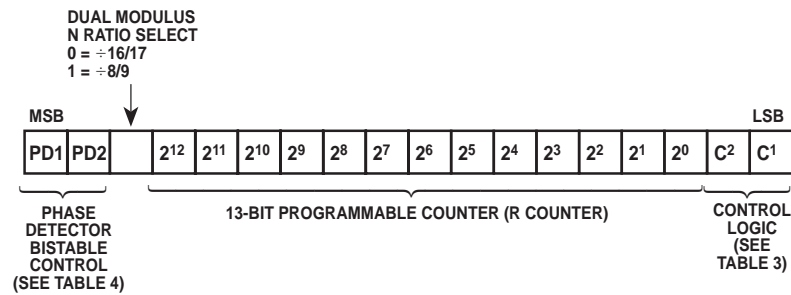 DUAL MODULUS
N RATIO SELECT
0 = ÷16/17
1 = ÷8/9
MSB
LSB
PD1 PD2 2¹² 2¹¹ 2¹⁰ 2⁹ 2⁸ 2⁷ 2⁶ 2⁵ 2⁴ 2³ 2² 2¹ 2⁰ C² C¹
PHASE
DETECTOR
BISTABLE
CONTROL
(SEE TABLE 4)
13-BIT PROGRAMMABLE COUNTER (R COUNTER)
CONTROL
LOGIC
(SEE
TABLE 3)